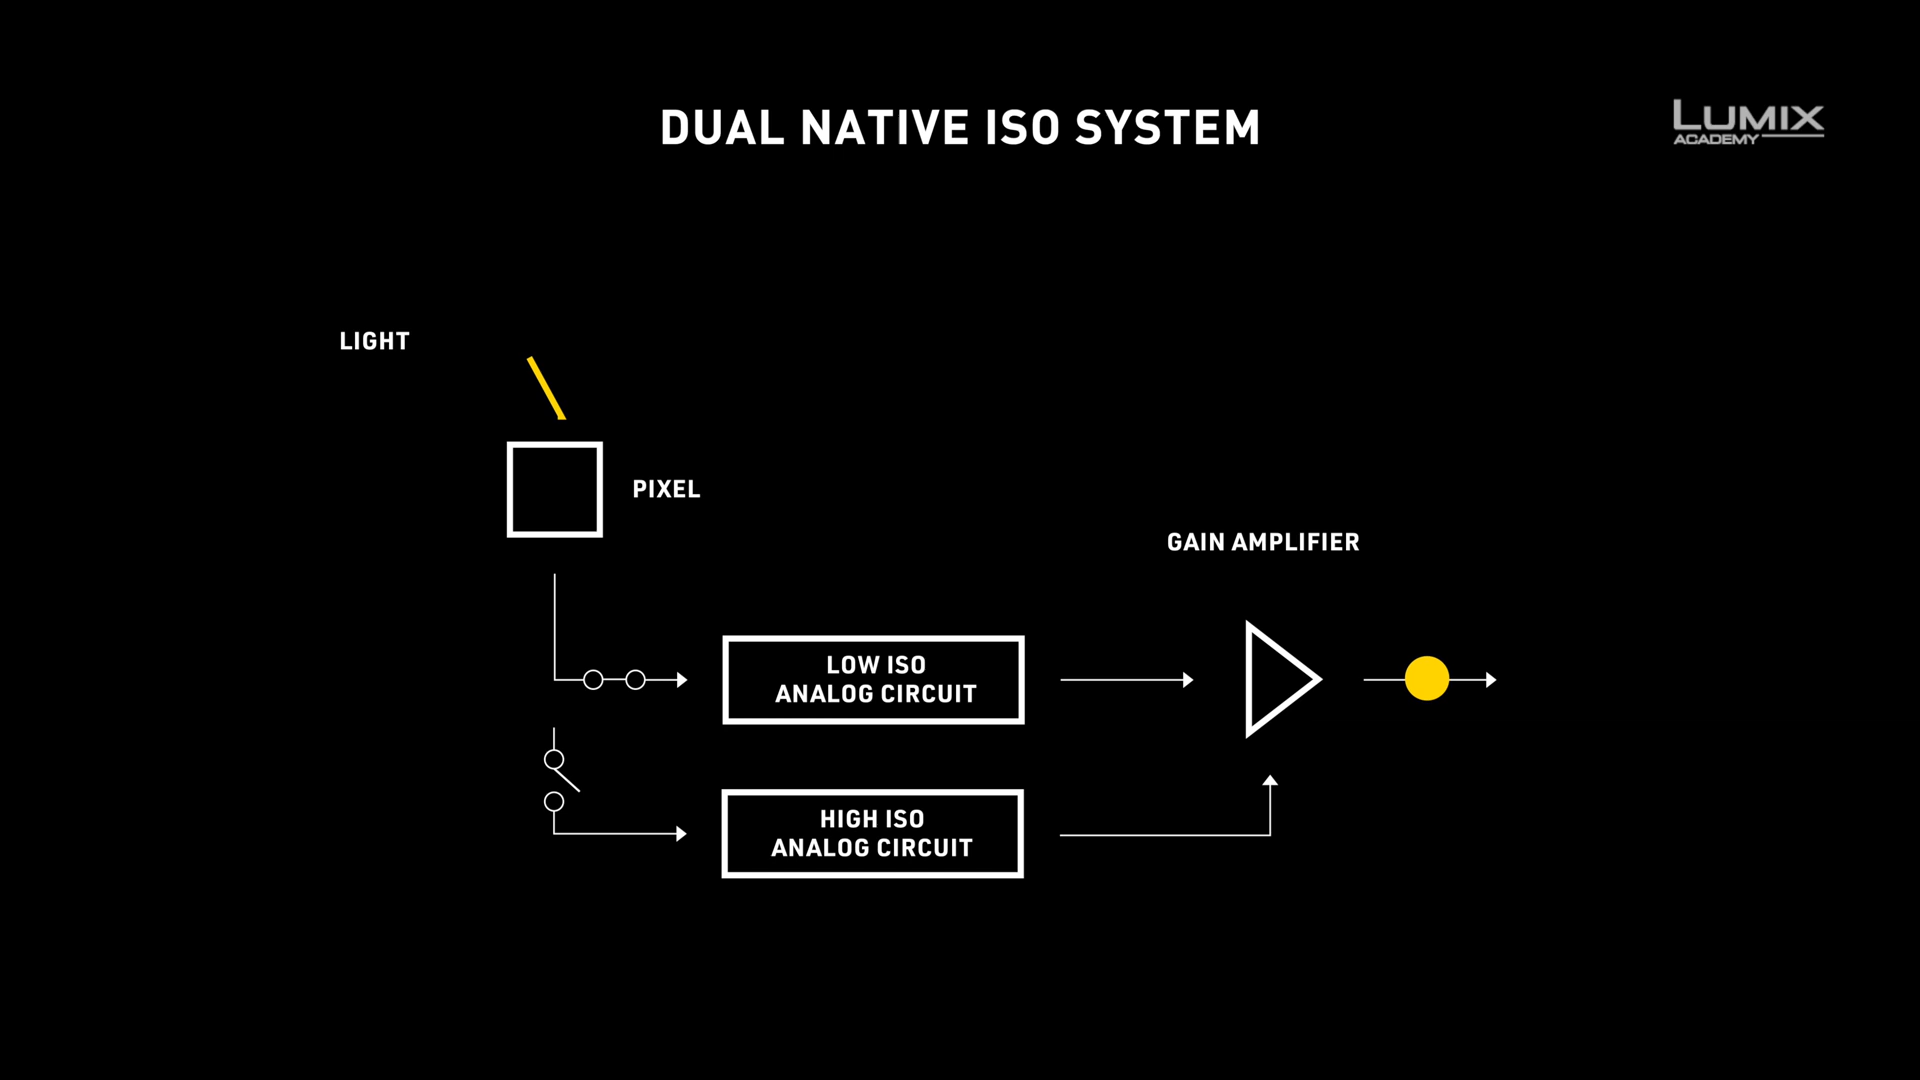 DUAL NATIVE ISO SYSTEM
LUMIX
ACADEMY
LIGHT
PIXEL
GAIN AMPLIFIER
LOW ISO
ANALOG CIRCUIT
HIGH ISO
ANALOG CIRCUIT